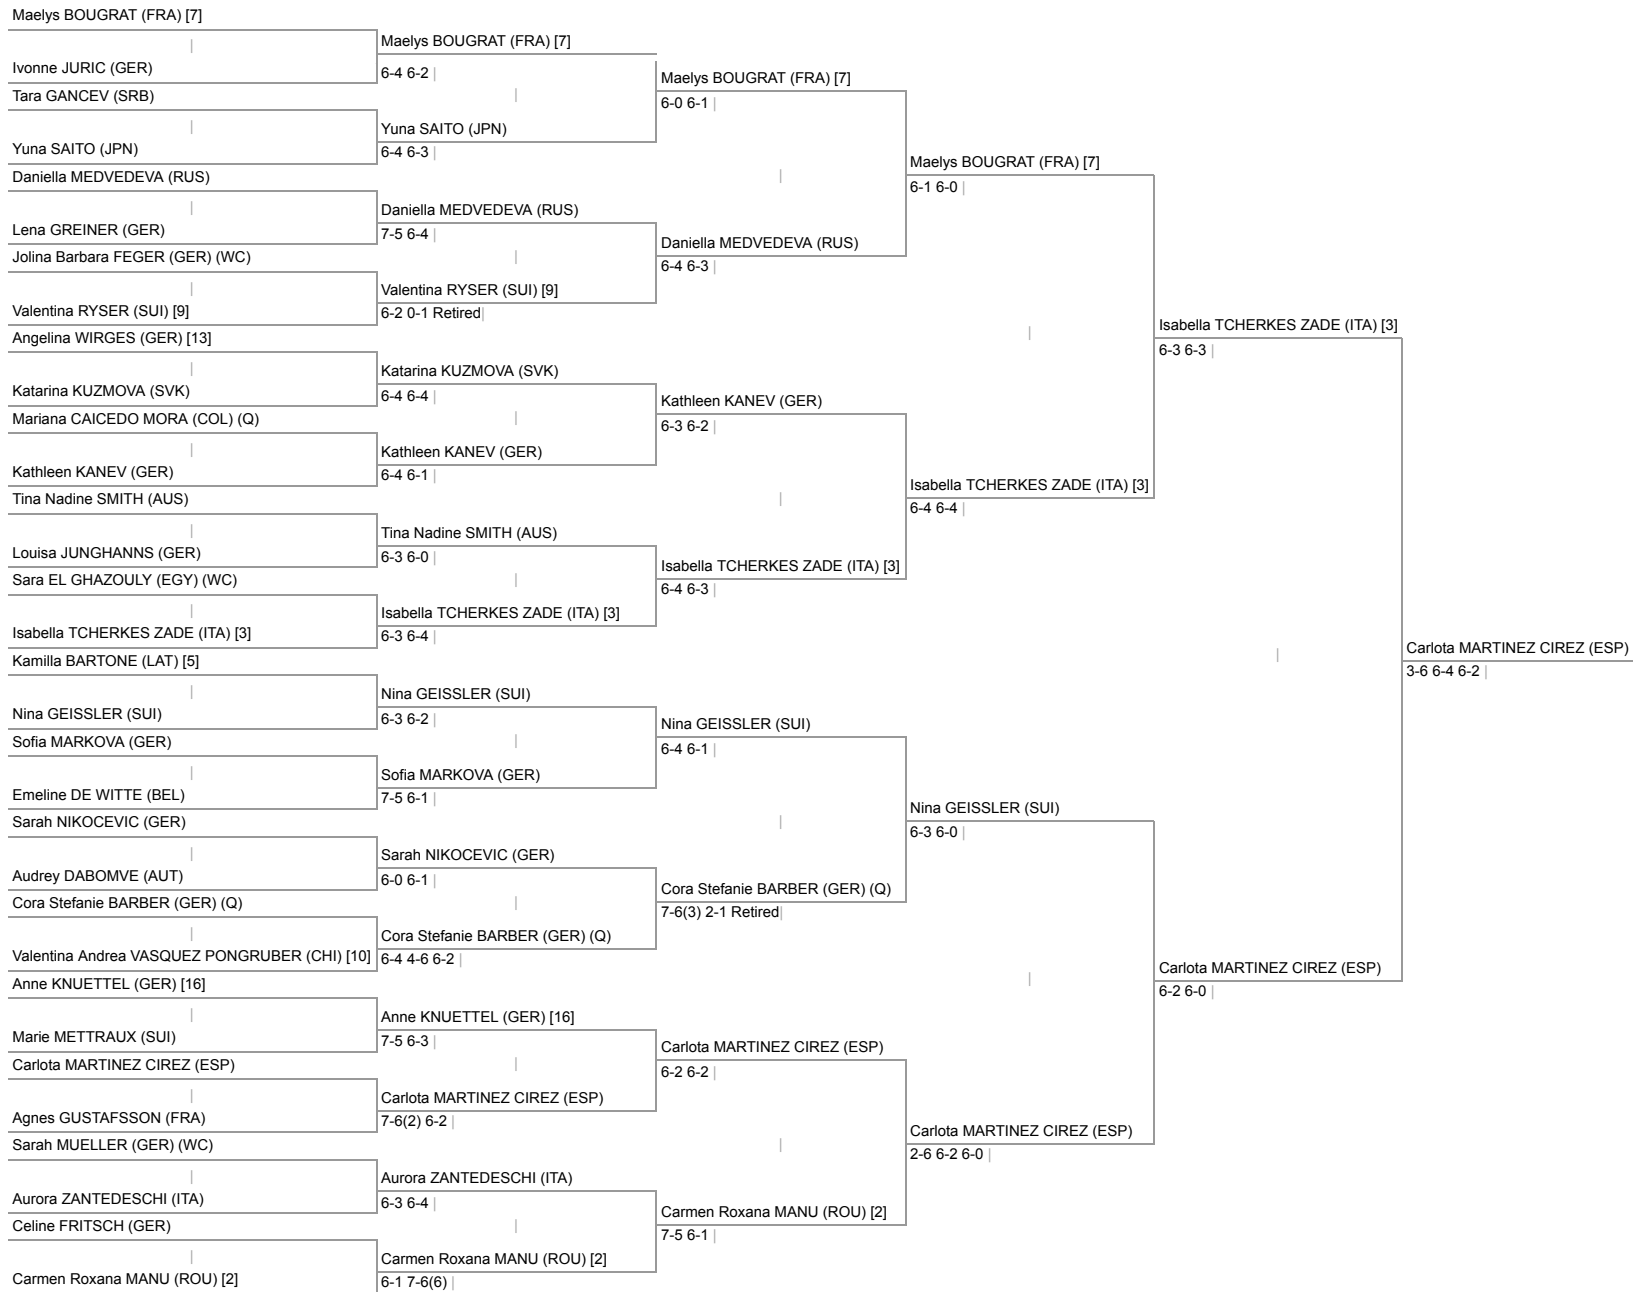 Maelys BOUGRAT (FRA) [7]
Ivonne JURIC (GER)
Tara GANCEV (SRB)
Yuna SAITO (JPN)
Daniella MEDVEDEVA (RUS)
Lena GREINER (GER)
Jolina Barbara FEGER (GER) (WC)
Valentina RYSER (SUI) [9]
Angelina WIRGES (GER) [13]
Katarina KUZMOVA (SVK)
Mariana CAICEDO MORA (COL) (Q)
Kathleen KANEV (GER)
Tina Nadine SMITH (AUS)
Louisa JUNGHANNS (GER)
Sara EL GHAZOULY (EGY) (WC)
Isabella TCHERKES ZADE (ITA) [3]
Kamilla BARTONE (LAT) [5]
Nina GEISSLER (SUI)
Sofia MARKOVA (GER)
Emeline DE WITTE (BEL)
Sarah NIKOCEVIC (GER)
Audrey DABOMVE (AUT)
Cora Stefanie BARBER (GER) (Q)
Valentina Andrea VASQUEZ PONGRUBER (CHI) [10]
Anne KNUETTEL (GER) [16]
Marie METTRAUX (SUI)
Carlota MARTINEZ CIREZ (ESP)
Agnes GUSTAFSSON (FRA)
Sarah MUELLER (GER) (WC)
Aurora ZANTEDESCHI (ITA)
Celine FRITSCH (GER)
Carmen Roxana MANU (ROU) [2]
Maelys BOUGRAT (FRA) [7]
6-4 6-2
Yuna SAITO (JPN)
6-4 6-3
Daniella MEDVEDEVA (RUS)
7-5 6-4
Valentina RYSER (SUI) [9]
6-2 0-1 Retired
Katarina KUZMOVA (SVK)
6-4 6-4
Kathleen KANEV (GER)
6-4 6-1
Tina Nadine SMITH (AUS)
6-3 6-0
Isabella TCHERKES ZADE (ITA) [3]
6-3 6-4
Nina GEISSLER (SUI)
6-3 6-2
Sofia MARKOVA (GER)
7-5 6-1
Sarah NIKOCEVIC (GER)
6-0 6-1
Cora Stefanie BARBER (GER) (Q)
6-4 4-6 6-2
Anne KNUETTEL (GER) [16]
7-5 6-3
Carlota MARTINEZ CIREZ (ESP)
7-6(2) 6-2
Aurora ZANTEDESCHI (ITA)
6-3 6-4
Carmen Roxana MANU (ROU) [2]
6-1 7-6(6)
Maelys BOUGRAT (FRA) [7]
6-0 6-1
Daniella MEDVEDEVA (RUS)
6-4 6-3
Kathleen KANEV (GER)
6-3 6-2
Isabella TCHERKES ZADE (ITA) [3]
6-4 6-3
Nina GEISSLER (SUI)
6-4 6-1
Cora Stefanie BARBER (GER) (Q)
7-6(3) 2-1 Retired
Carlota MARTINEZ CIREZ (ESP)
6-2 6-2
Carmen Roxana MANU (ROU) [2]
7-5 6-1
Maelys BOUGRAT (FRA) [7]
6-1 6-0
Isabella TCHERKES ZADE (ITA) [3]
6-4 6-4
Nina GEISSLER (SUI)
6-3 6-0
Carlota MARTINEZ CIREZ (ESP)
2-6 6-2 6-0
Isabella TCHERKES ZADE (ITA) [3]
6-3 6-3
Carlota MARTINEZ CIREZ (ESP)
6-2 6-0
Carlota MARTINEZ CIREZ (ESP)
3-6 6-4 6-2